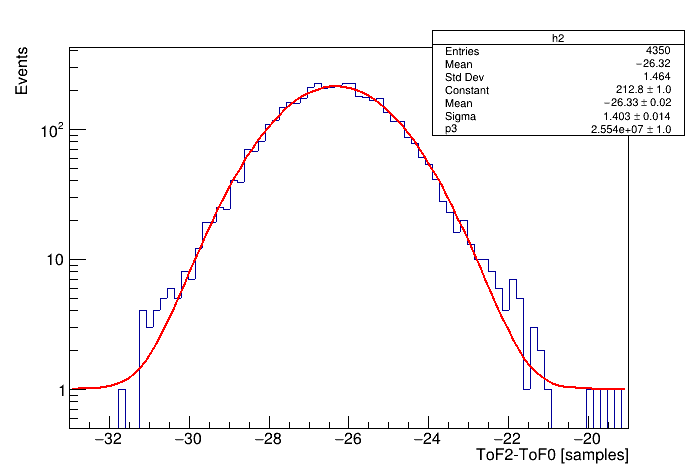 h2
Entries 4350
Mean −26.32
Std Dev 1.464
Constant 212.8 ± 1.0
Mean −26.33 ± 0.02
Sigma 1.403 ± 0.014
p3 2.554e+07 ± 1.0
Events
10²
10
1
−32 −30 −28 −26 −24 −22 −20
ToF2-ToF0 [samples]